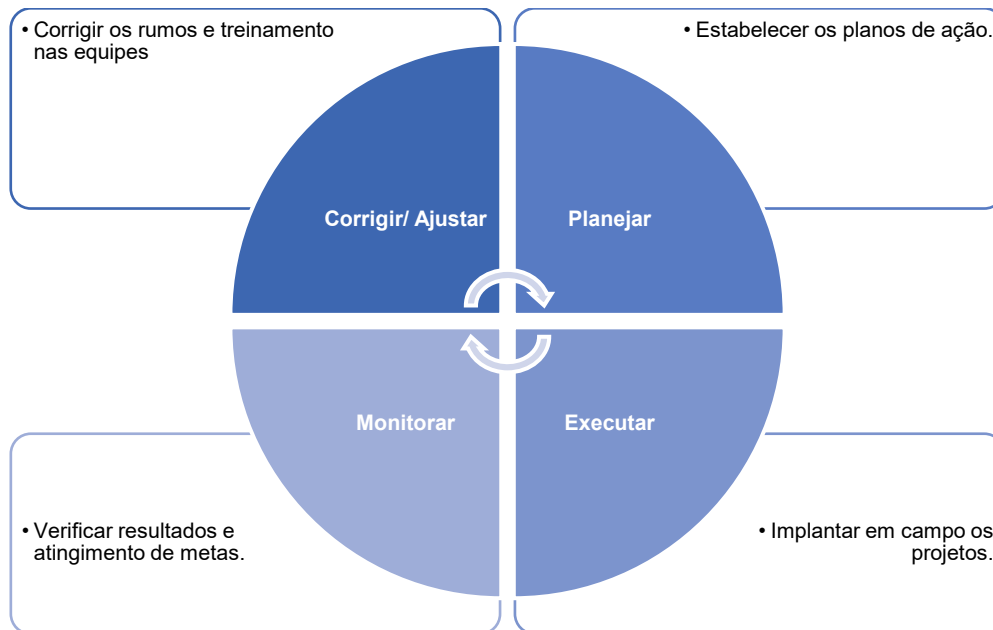 • Corrigir os rumos e treinamento
nas equipes
• Estabelecer os planos de ação.
Corrigir/ Ajustar
Planejar
Monitorar
Executar
• Verificar resultados e
atingimento de metas.
• Implantar em campo os
projetos.